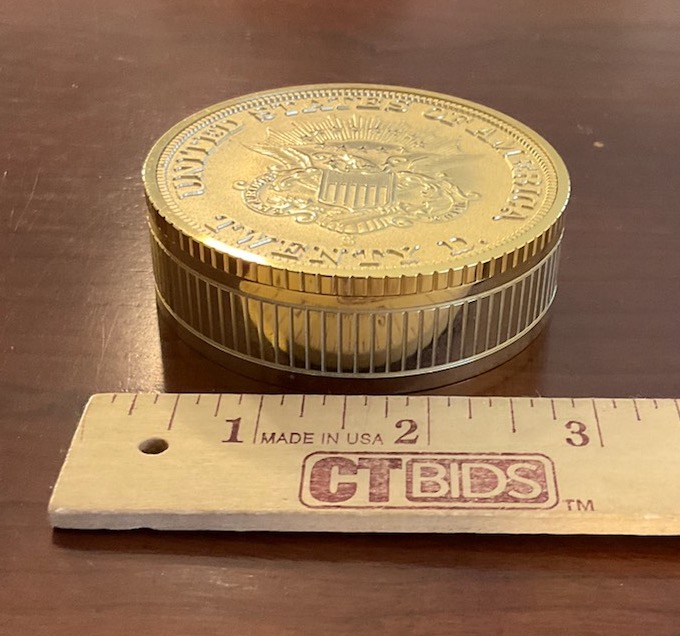 UNITED STATES OF AMERICA
TWENTY D.
1 MADE IN USA 2 3
CTBIDS
TM